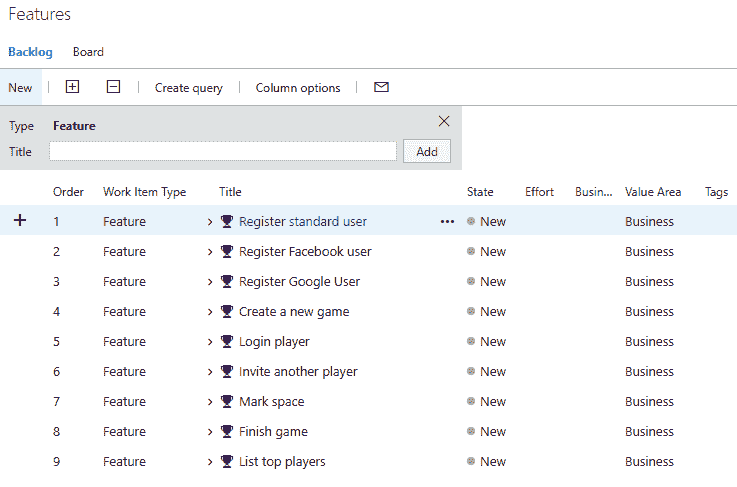 Features
Backlog Board
New Create query Column options
Type Feature
Title Add
Order Work Item Type Title State Effort Busin... Value Area Tags
1 Feature Register standard user New Business
2 Feature Register Facebook user New Business
3 Feature Register Google User New Business
4 Feature Create a new game New Business
5 Feature Login player New Business
6 Feature Invite another player New Business
7 Feature Mark space New Business
8 Feature Finish game New Business
9 Feature List top players New Business